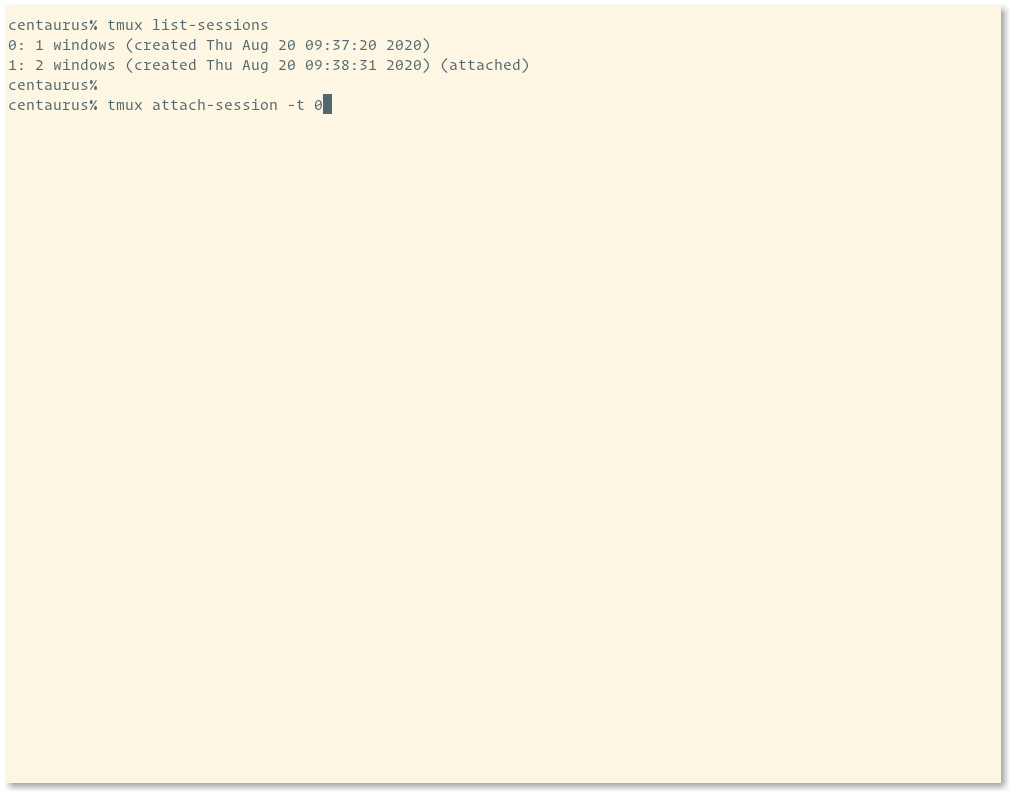 centaurus% tmux list-sessions
0: 1 windows (created Thu Aug 20 09:37:20 2020)
1: 2 windows (created Thu Aug 20 09:38:31 2020) (attached)
centaurus%
centaurus% tmux attach-session -t 0